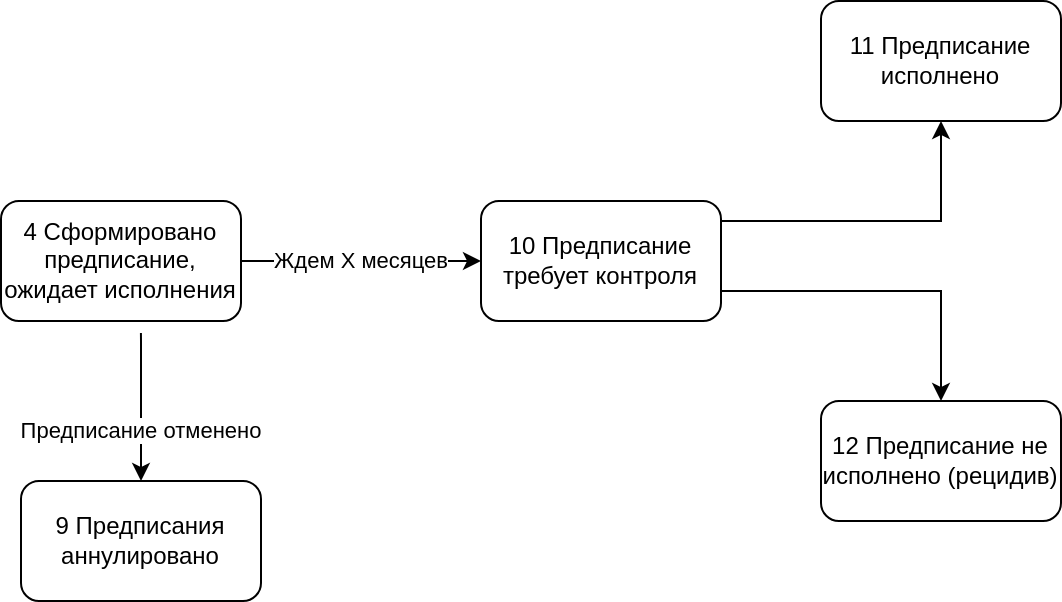 11 Предписание
исполнено
4 Сформировано
предписание,
ожидает исполнения
Ждем X месяцев
10 Предписание
требует контроля
Предписание отменено
12 Предписание не
исполнено (рецидив)
9 Предписания
аннулировано